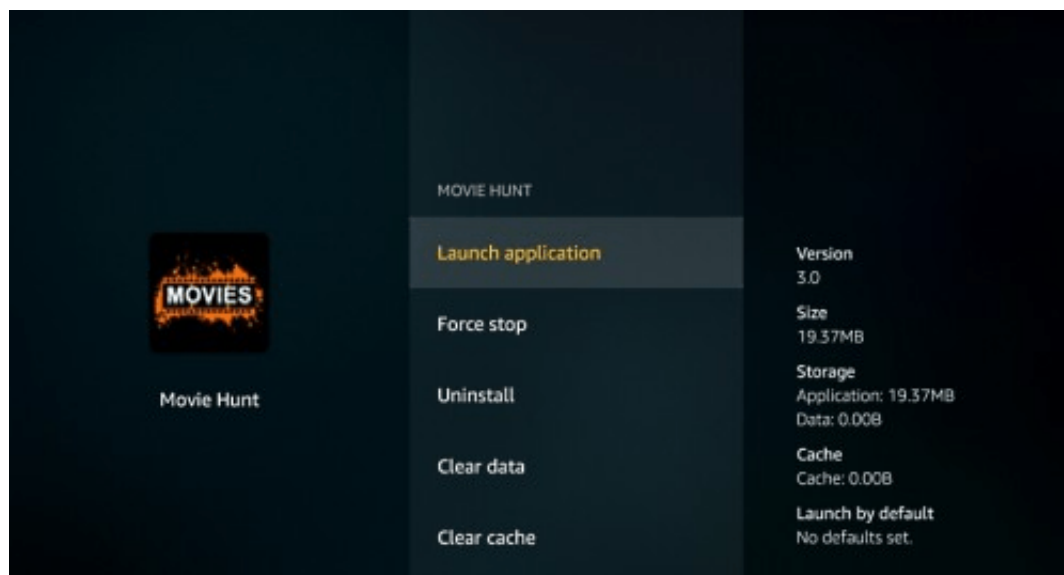 MOVIE HUNT
MOVIES
Movie Hunt
Launch application
Force stop
Uninstall
Clear data
Clear cache
Version
3.0
Size
19.37MB
Storage
Application: 19.37MB
Data: 0.00B
Cache
Cache: 0.00B
Launch by default
No defaults set.